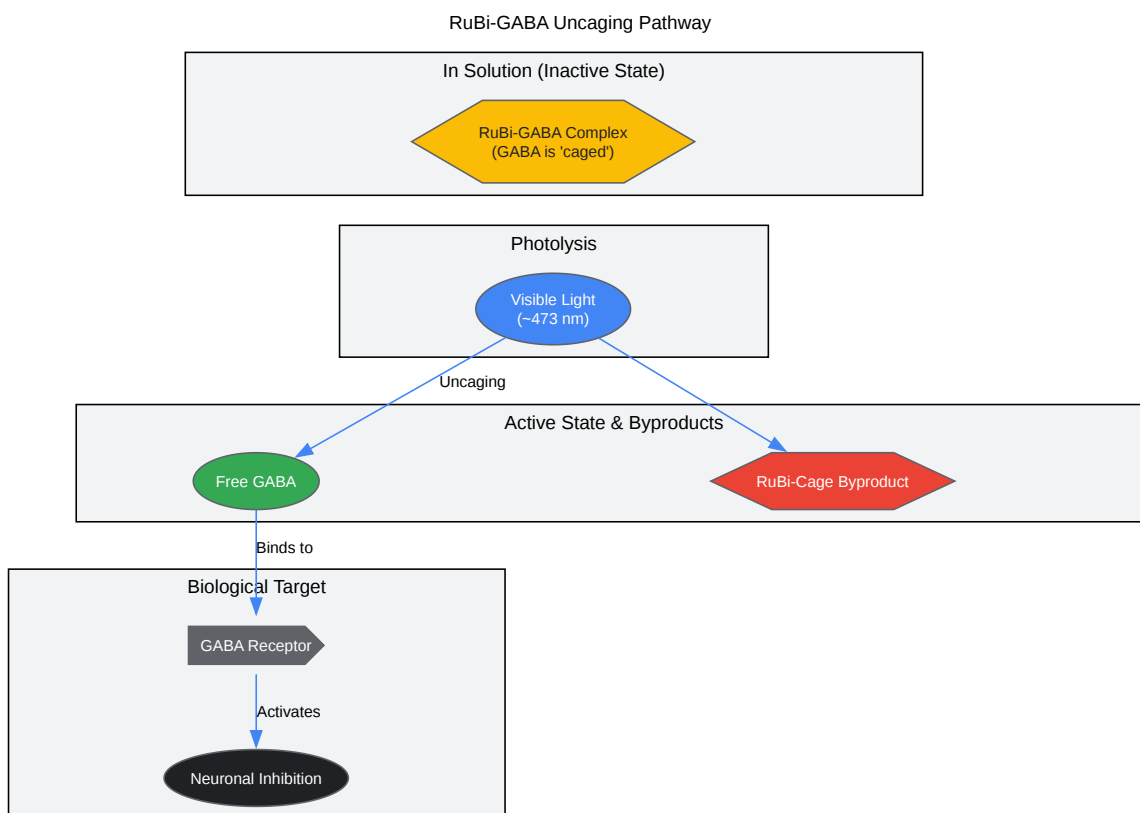 RuBi-GABA Uncaging Pathway
In Solution (Inactive State)
RuBi-GABA Complex
(GABA is 'caged')
Photolysis
Visible Light
(~473 nm)
Uncaging
Active State & Byproducts
Free GABA
RuBi-Cage Byproduct
Binds to
Biological Target
GABA Receptor
Activates
Neuronal Inhibition